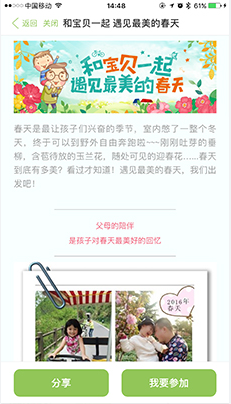 中国移动 14:48 61%
返回 关闭 和宝贝一起 遇见最美的春天
和宝贝一起
遇见最美的春天
春天是最让孩子们兴奋的季节，室内憋了一整个冬
天，终于可以到野外自由奔跑啦~~~刚刚吐芽的垂
柳，含苞待放的玉兰花，随处可见的迎春花……春天
到底有多美？看过才知道！遇见最美的春天，我们出
发吧！
父母的陪伴
是孩子对春天最美好的回忆
2016年
春天
分享 我要参加